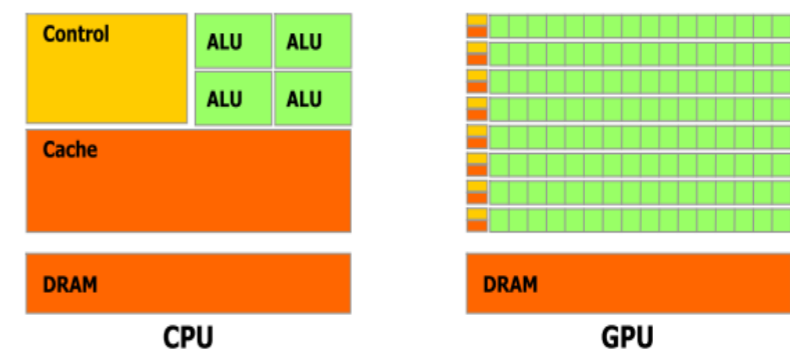 Control
ALU ALU
ALU ALU
Cache
DRAM
CPU
DRAM
GPU